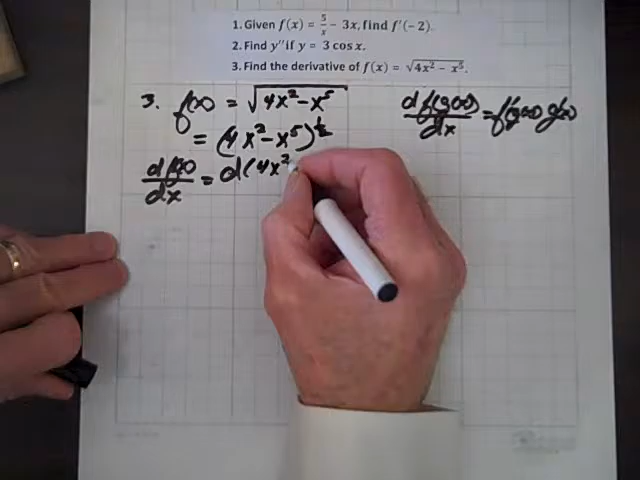 1. Given f(x) = 5/x − 3x, find f′(−2).
2. Find y″ if y = 3 cos x.
3. Find the derivative of f(x) = √(4x² − x⁵).
3. f(x) = √(4x² − x⁵)
= (4x² − x⁵)^½
d f(x)/dx = d(4x²
d f(g(x))/dx = f′(g(x)) g′(x)